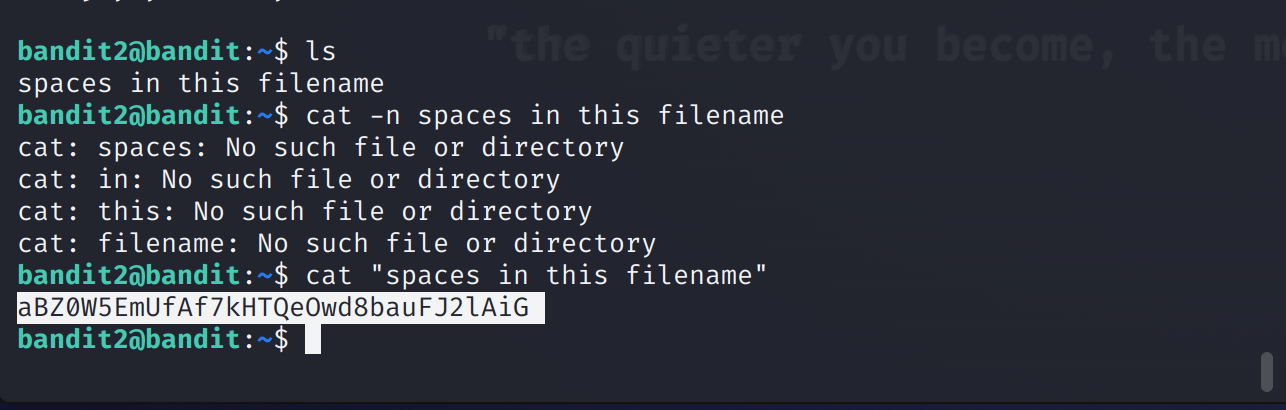 "the quieter you become, the m
bandit2@bandit:~$ ls
spaces in this filename
bandit2@bandit:~$ cat -n spaces in this filename
cat: spaces: No such file or directory
cat: in: No such file or directory
cat: this: No such file or directory
cat: filename: No such file or directory
bandit2@bandit:~$ cat "spaces in this filename"
aBZ0W5EmUfAf7kHTQeOwd8bauFJ2lAiG
bandit2@bandit:~$